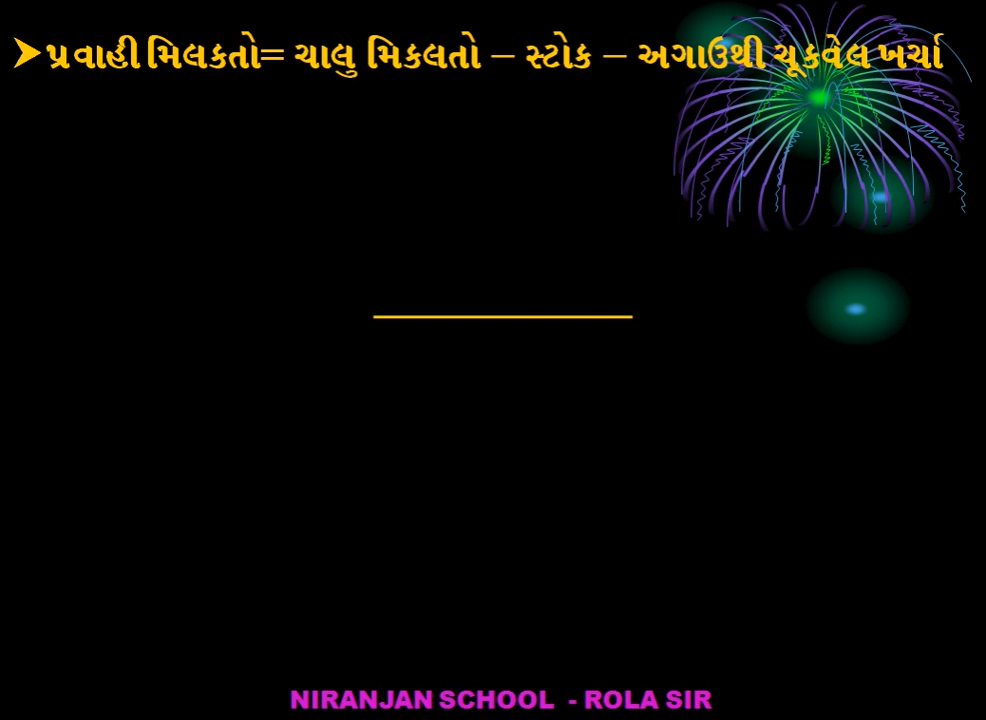 પ્રવાહી મિલકતો= ચાલુ મિકલતો – સ્ટોક – અગાઉથી ચૂકવેલ ખર્ચા
NIRANJAN SCHOOL - ROLA SIR